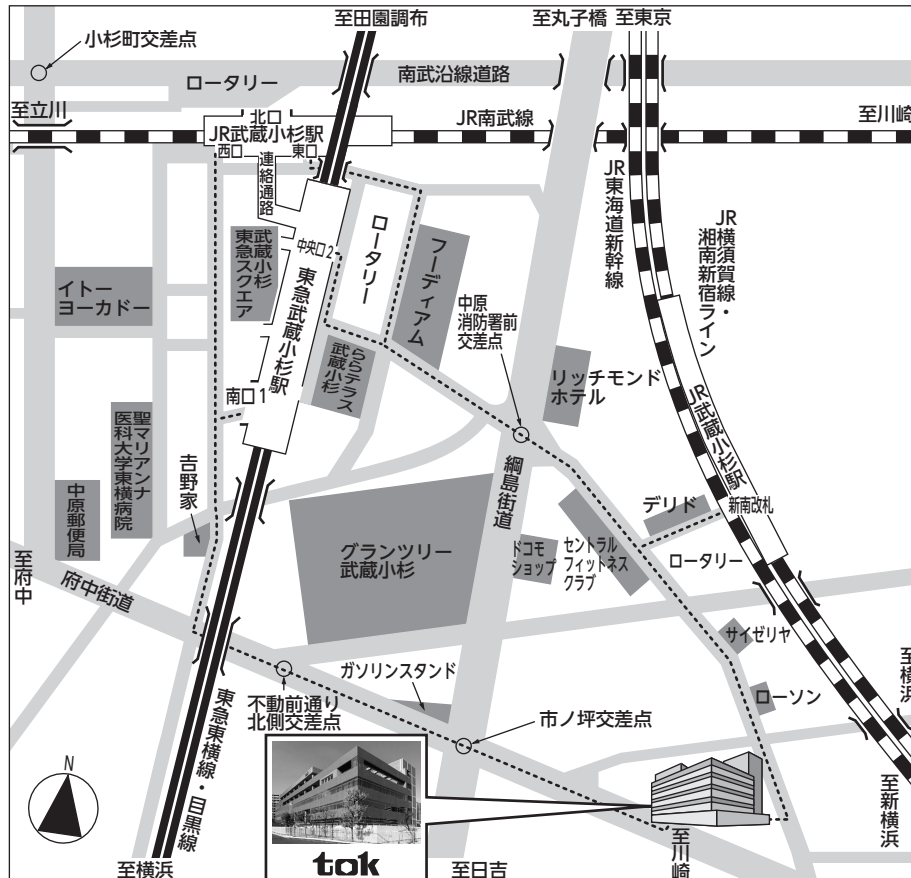 至田園調布
至丸子橋
至東京
小杉町交差点
ロータリー
南武沿線道路
至立川
北口
JR武蔵小杉駅
西口
東口
JR南武線
至川崎
連絡通路
JR東海道新幹線
JR横須賀線・
湘南新宿ライン
武蔵小杉
東急スクエア
中央口2
ロータリー
フーディアム
東急武蔵小杉駅
イトー
ヨーカドー
中原
消防署前
交差点
ららテラス
武蔵小杉
リッチモンド
ホテル
南口1
JR武蔵小杉駅
聖マリアンナ
医科大学東横病院
吉野家
綱島街道
中原郵便局
デリド
新南改札
グランツリー
武蔵小杉
ドコモ
ショップ
セントラル
フィットネス
クラブ
ロータリー
至府中
府中街道
サイゼリヤ
ガソリンスタンド
至横浜
不動前通り
北側交差点
ローソン
市ノ坪交差点
東急東横線・目黒線
N
至新横浜
至川崎
tok
至横浜
至日吉